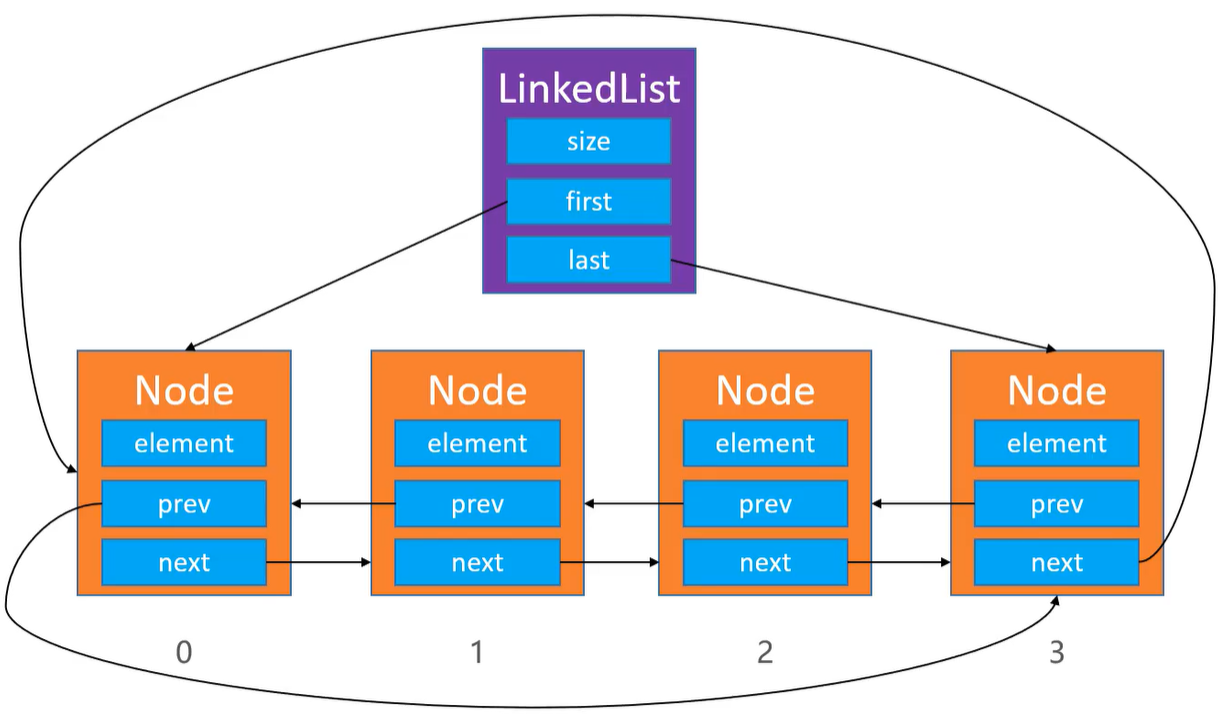 LinkedList
size
first
last
Node
element
prev
next
Node
element
prev
next
Node
element
prev
next
Node
element
prev
next
0
1
2
3